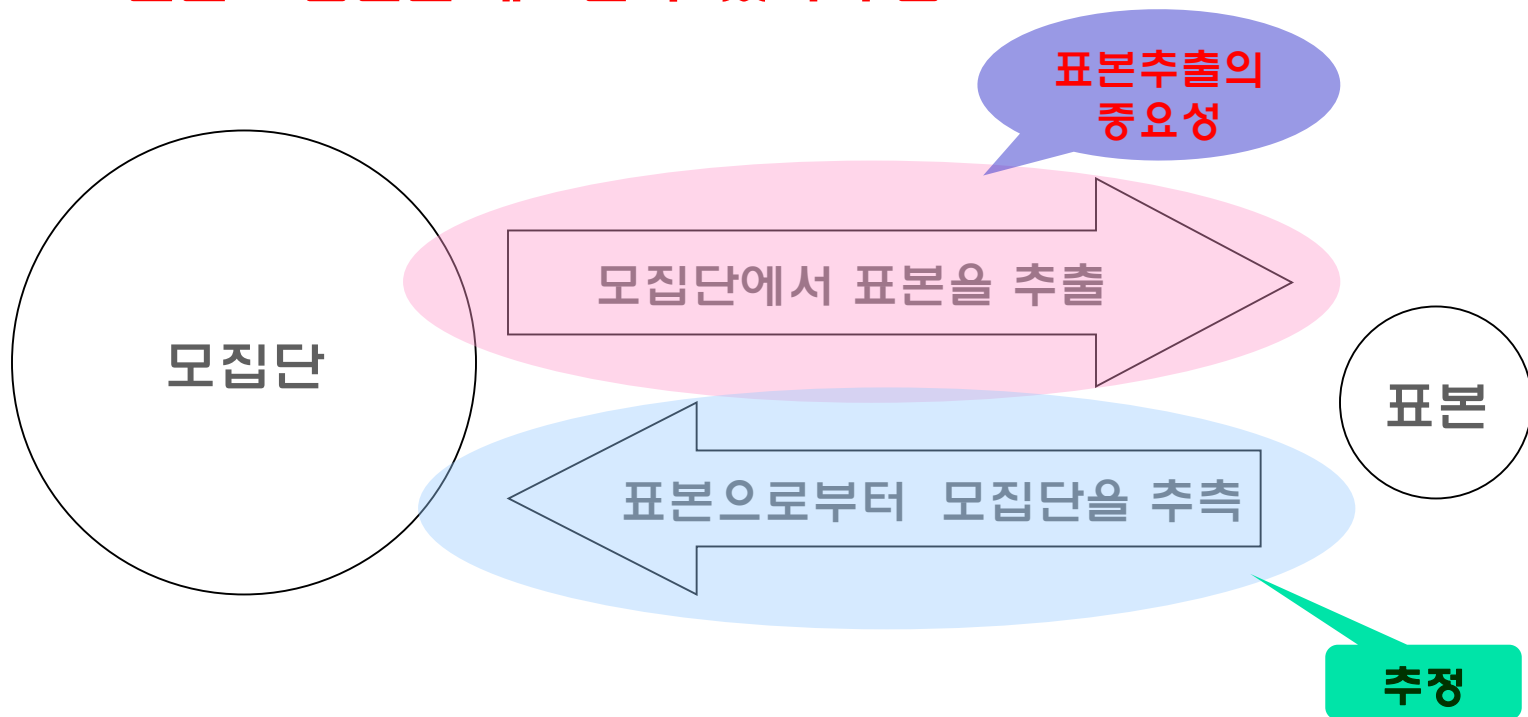 표본추출의
중요성
모집단에서 표본을 추출
모집단
표본
표본으로부터 모집단을 추측
추정